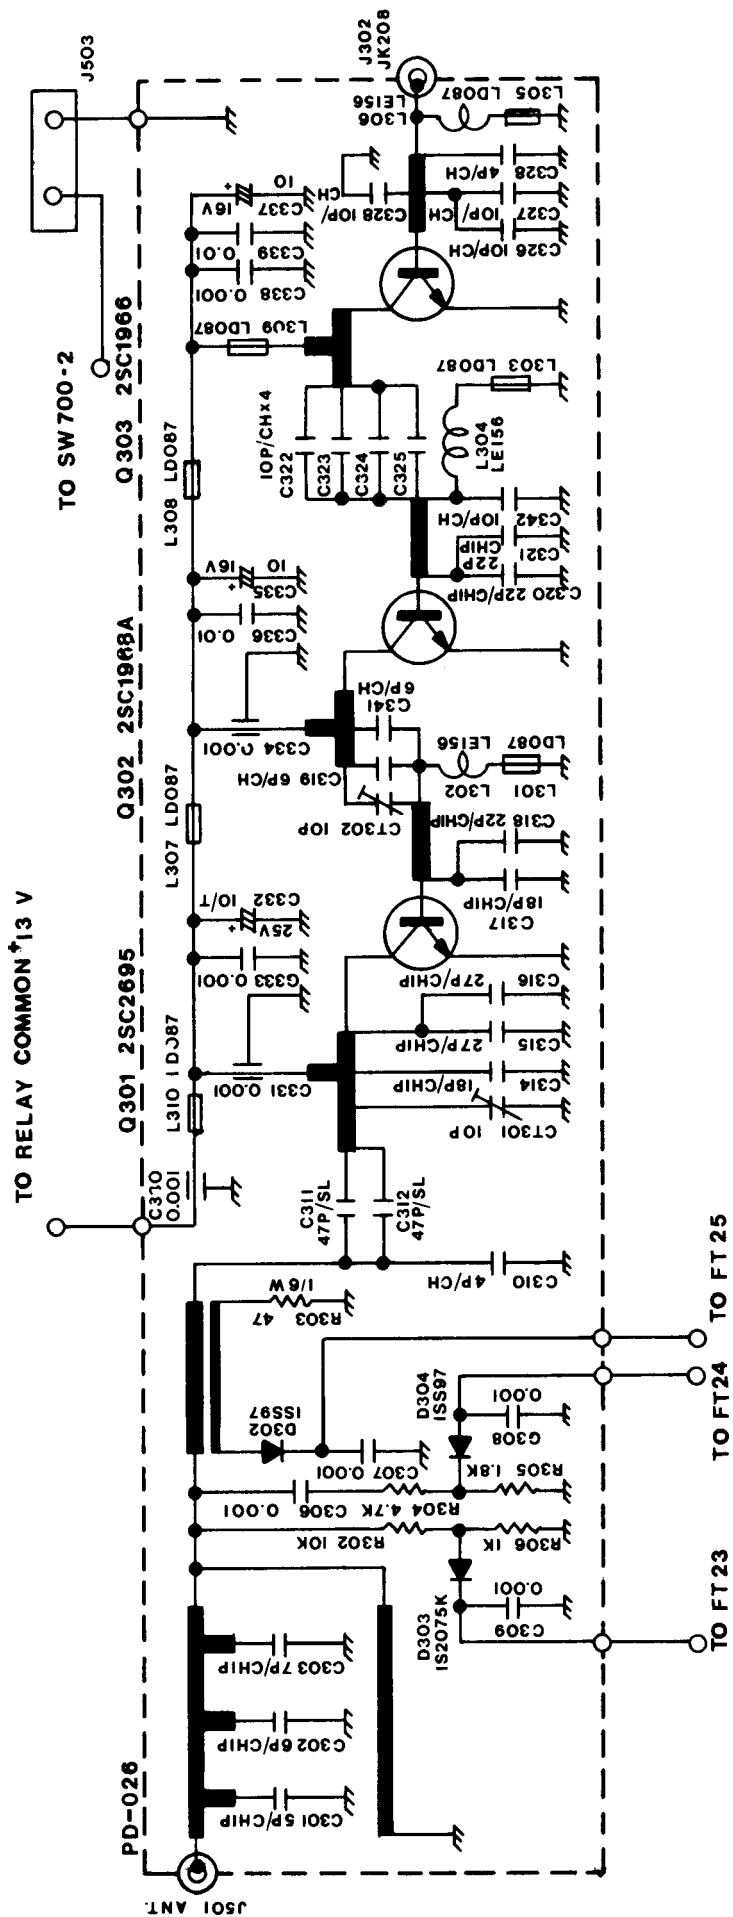 TO RELAY COMMON +13 V
TO SW700-2
J503
Q301 2SC2695
Q302 2SC1968A
Q303 2SC1966
PD-026
J501 ANT.
C301 5P/CHIP
C302 6P/CHIP
C303 7P/CHIP
D303
IS2075K
C309
0.001
R306 1K
R302 10K
R304 4.7K
R305 1.8K
C306
0.001
C307 0.001
D302
ISS97
D304
ISS97
C308
0.001
R303
1/6W
47
C310
4P/CH
C311
47P/SL
C312
47P/SL
C330
0.001
L310 LD087
C331 0.001
CT301
10P
C314
18P/CHIP
C315
27P/CHIP
C316
27P/CHIP
C333 0.001
C332
10/T
25V
+
L307 LD087
C317
18P/CHIP
C318 22P/CHIP
CT302 10P
C319 6P/CH
C341
6P/CH
L302
LE156
L301
LD087
C334 0.001
C336
0.01
C335
10
16V
+
L308 LD087
C320 22P/CHIP
C321
22P
CHIP
C342
10P/CH
L304
LE156
L303 LD087
10P/CHX4
C322
C323
C324
C325
L309 LD087
C338
0.001
C339
0.01
C337
10
16V
+
C326 10P/CH
C327
10P/CH
C328 10P/CH
C328
4P/CH
L306
LE156
L305
LD087
J302
JK208
TO FT23
TO FT24
TO FT25